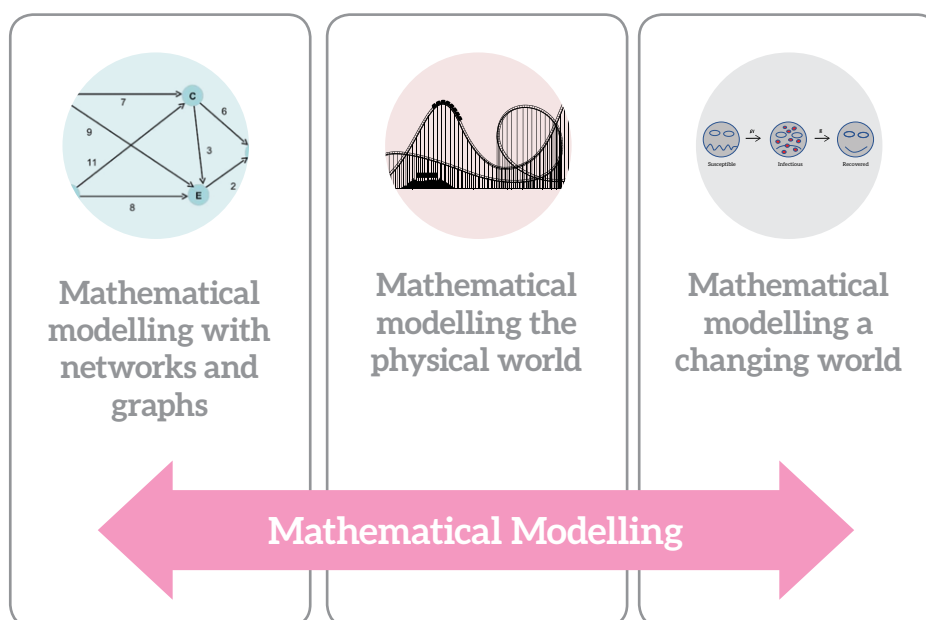 7
C
6
9
3
11
2
E
8
Susceptible
Infectious
Recovered
Mathematical
modelling with
networks and
graphs
Mathematical
modelling the
physical world
Mathematical
modelling a
changing world
Mathematical Modelling